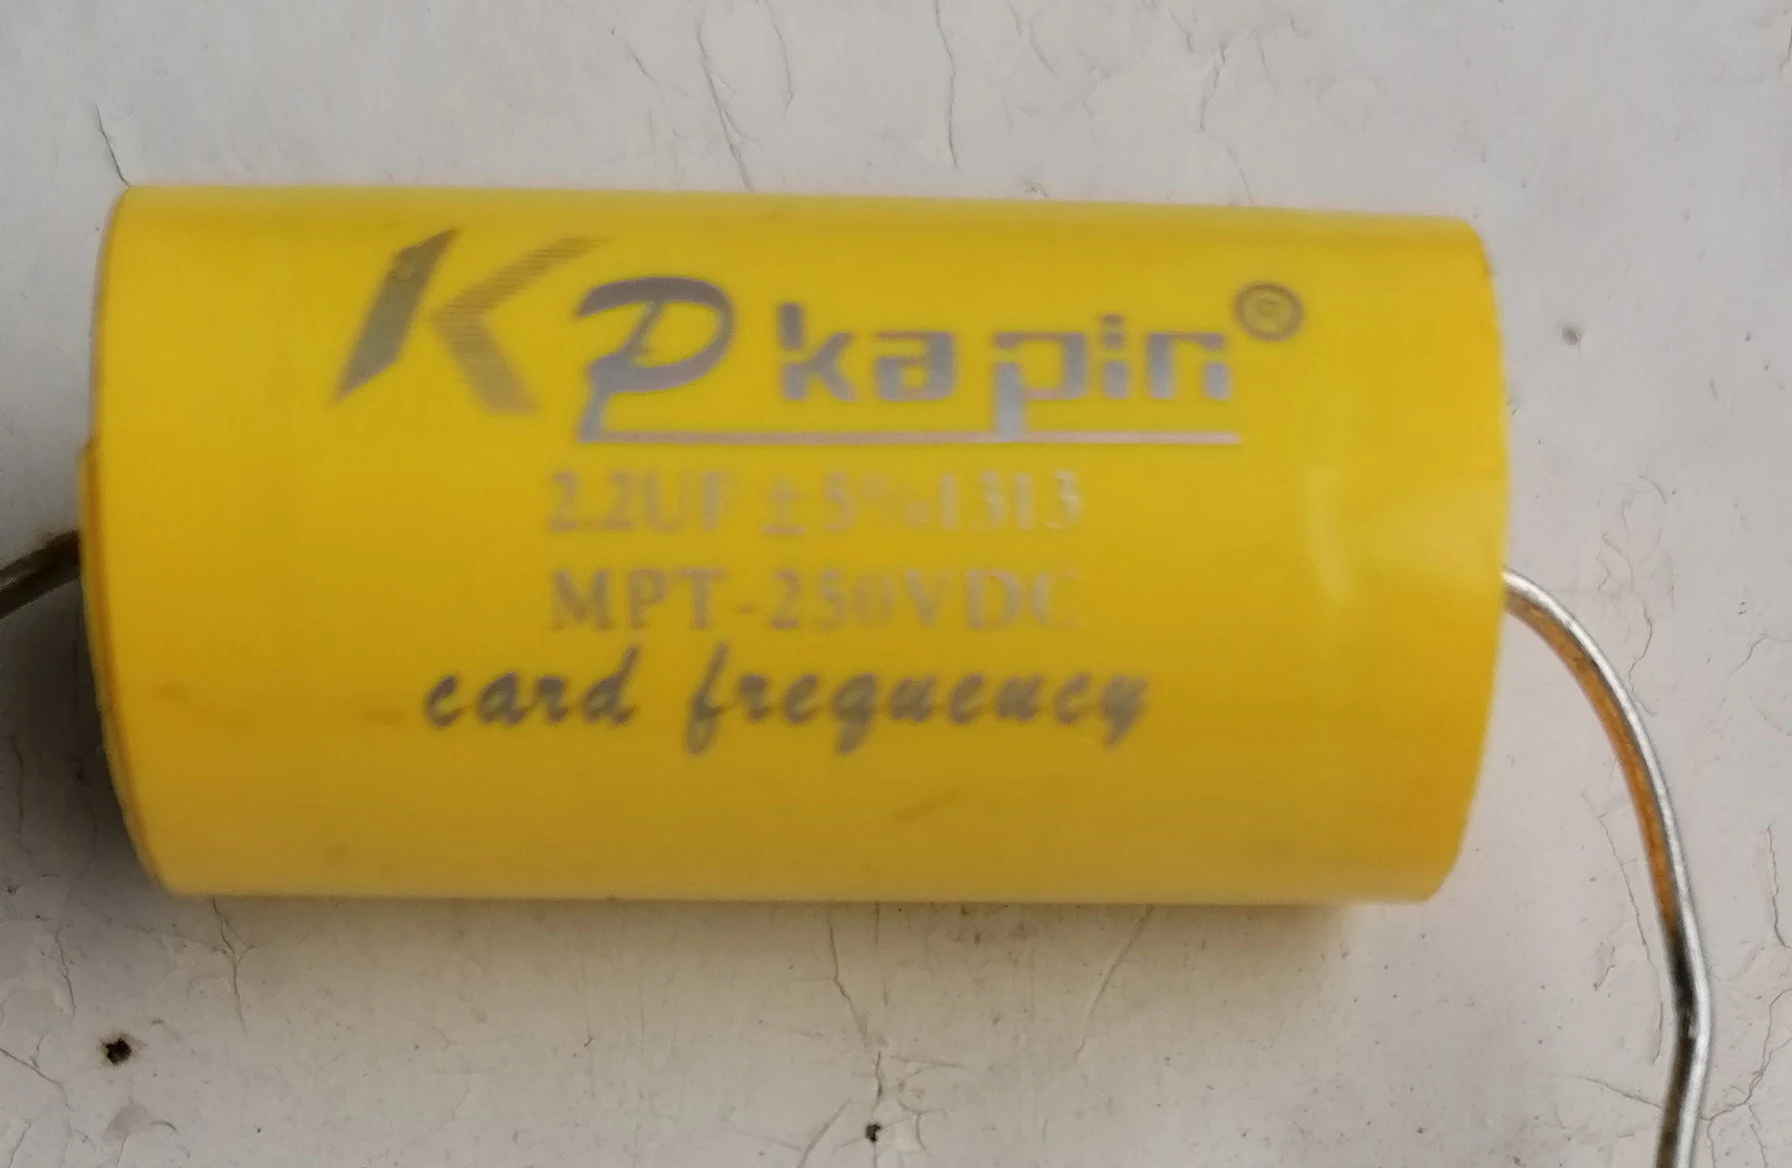 KP kapin®
2.2UF ±5% 1313
MPT-250VDC
card frequency